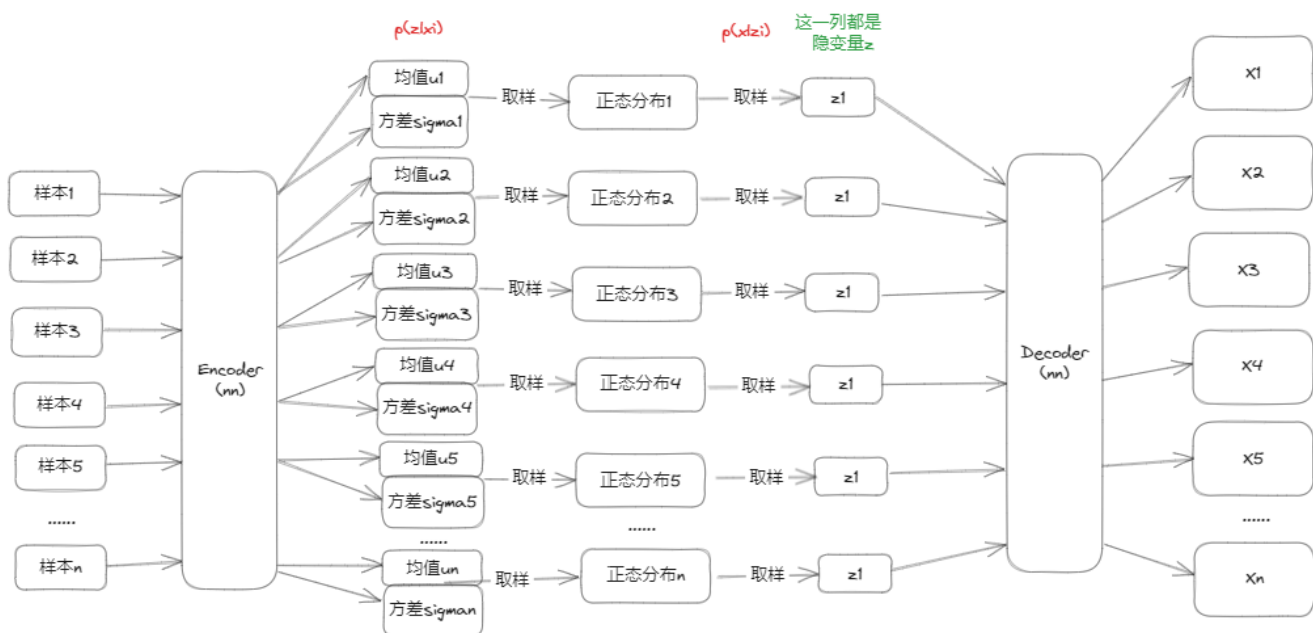 p(z|xi)
p(x|zi)
这一列都是
隐变量z
均值u1
方差sigma1
取样
正态分布1
取样
z1
x1
样本1
均值u2
方差sigma2
取样
正态分布2
取样
z1
x2
样本2
均值u3
方差sigma3
取样
正态分布3
取样
z1
x3
样本3
Encoder
(nn)
均值u4
方差sigma4
取样
正态分布4
取样
z1
Decoder
(nn)
x4
样本4
样本5
均值u5
方差sigma5
取样
正态分布5
取样
z1
x5
......
......
......
......
样本n
均值un
方差sigman
取样
正态分布n
取样
z1
xn